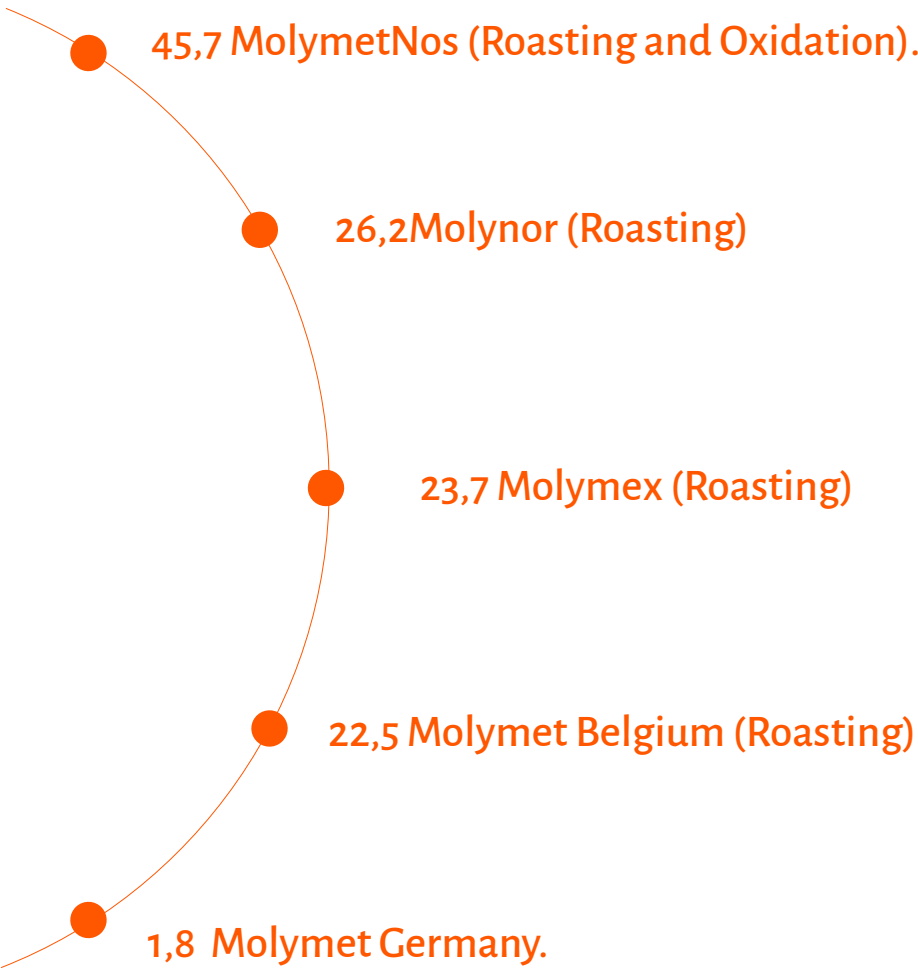 45,7 MolymetNos (Roasting and Oxidation).
26,2Molynor (Roasting)
23,7 Molymex (Roasting)
22,5 Molymet Belgium (Roasting)
1,8 Molymet Germany.